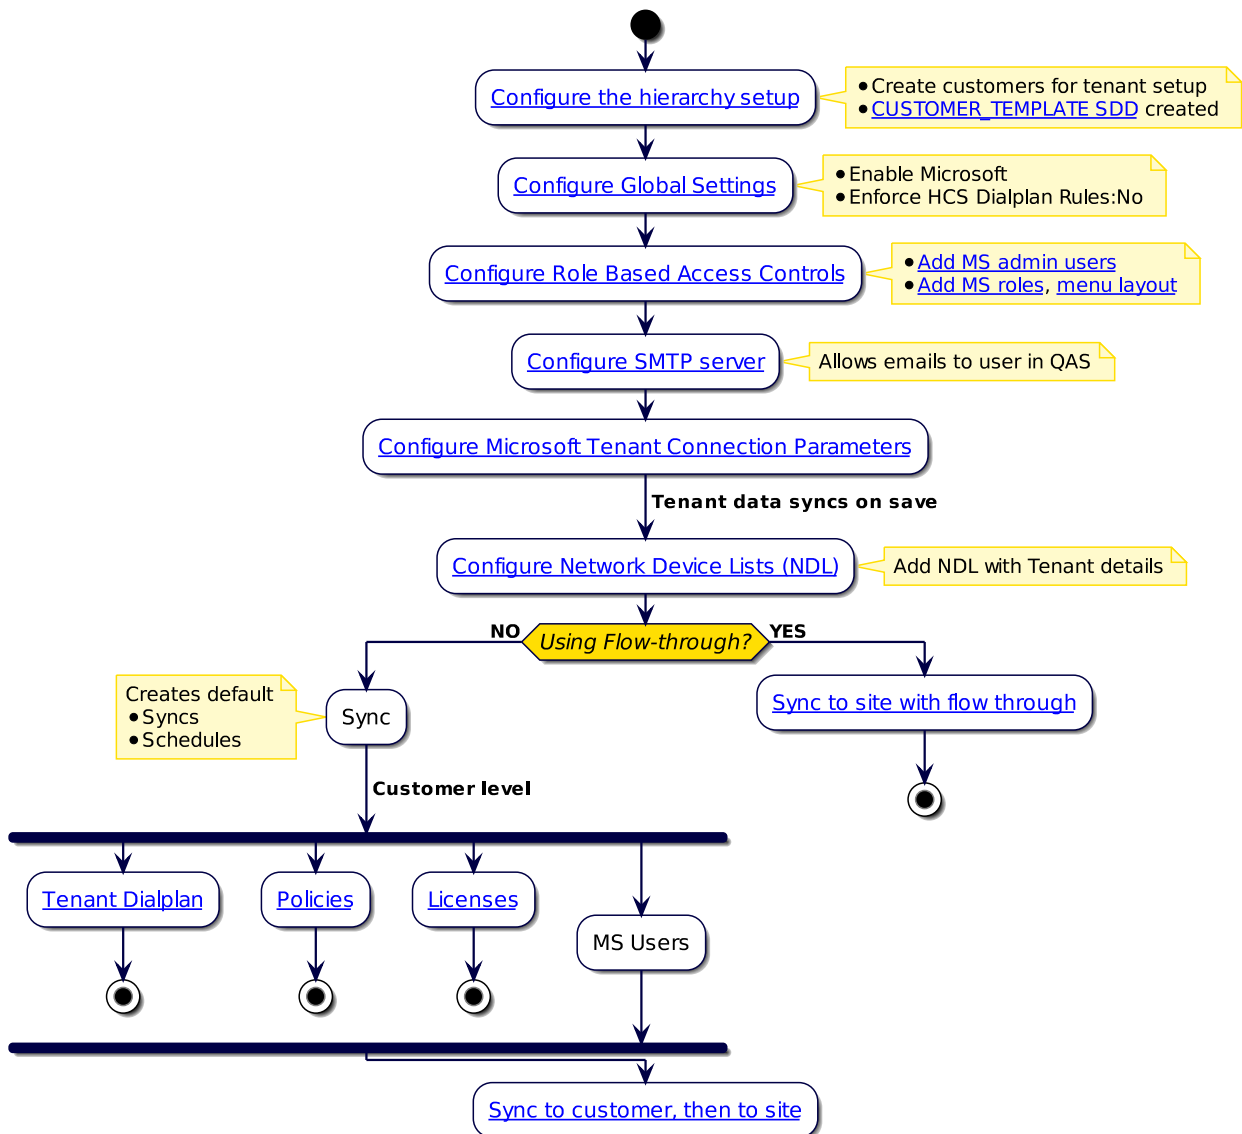 Configure the hierarchy setup
•Create customers for tenant setup
•CUSTOMER_TEMPLATE SDD created
Configure Global Settings
•Enable Microsoft
•Enforce HCS Dialplan Rules:No
Configure Role Based Access Controls
•Add MS admin users
•Add MS roles, menu layout
Configure SMTP server
Allows emails to user in QAS
Configure Microsoft Tenant Connection Parameters
Tenant data syncs on save
Configure Network Device Lists (NDL)
Add NDL with Tenant details
NO
Using Flow-through?
YES
Creates default
•Syncs
•Schedules
Sync
Sync to site with flow through
Customer level
Tenant Dialplan
Policies
Licenses
MS Users
Sync to customer, then to site